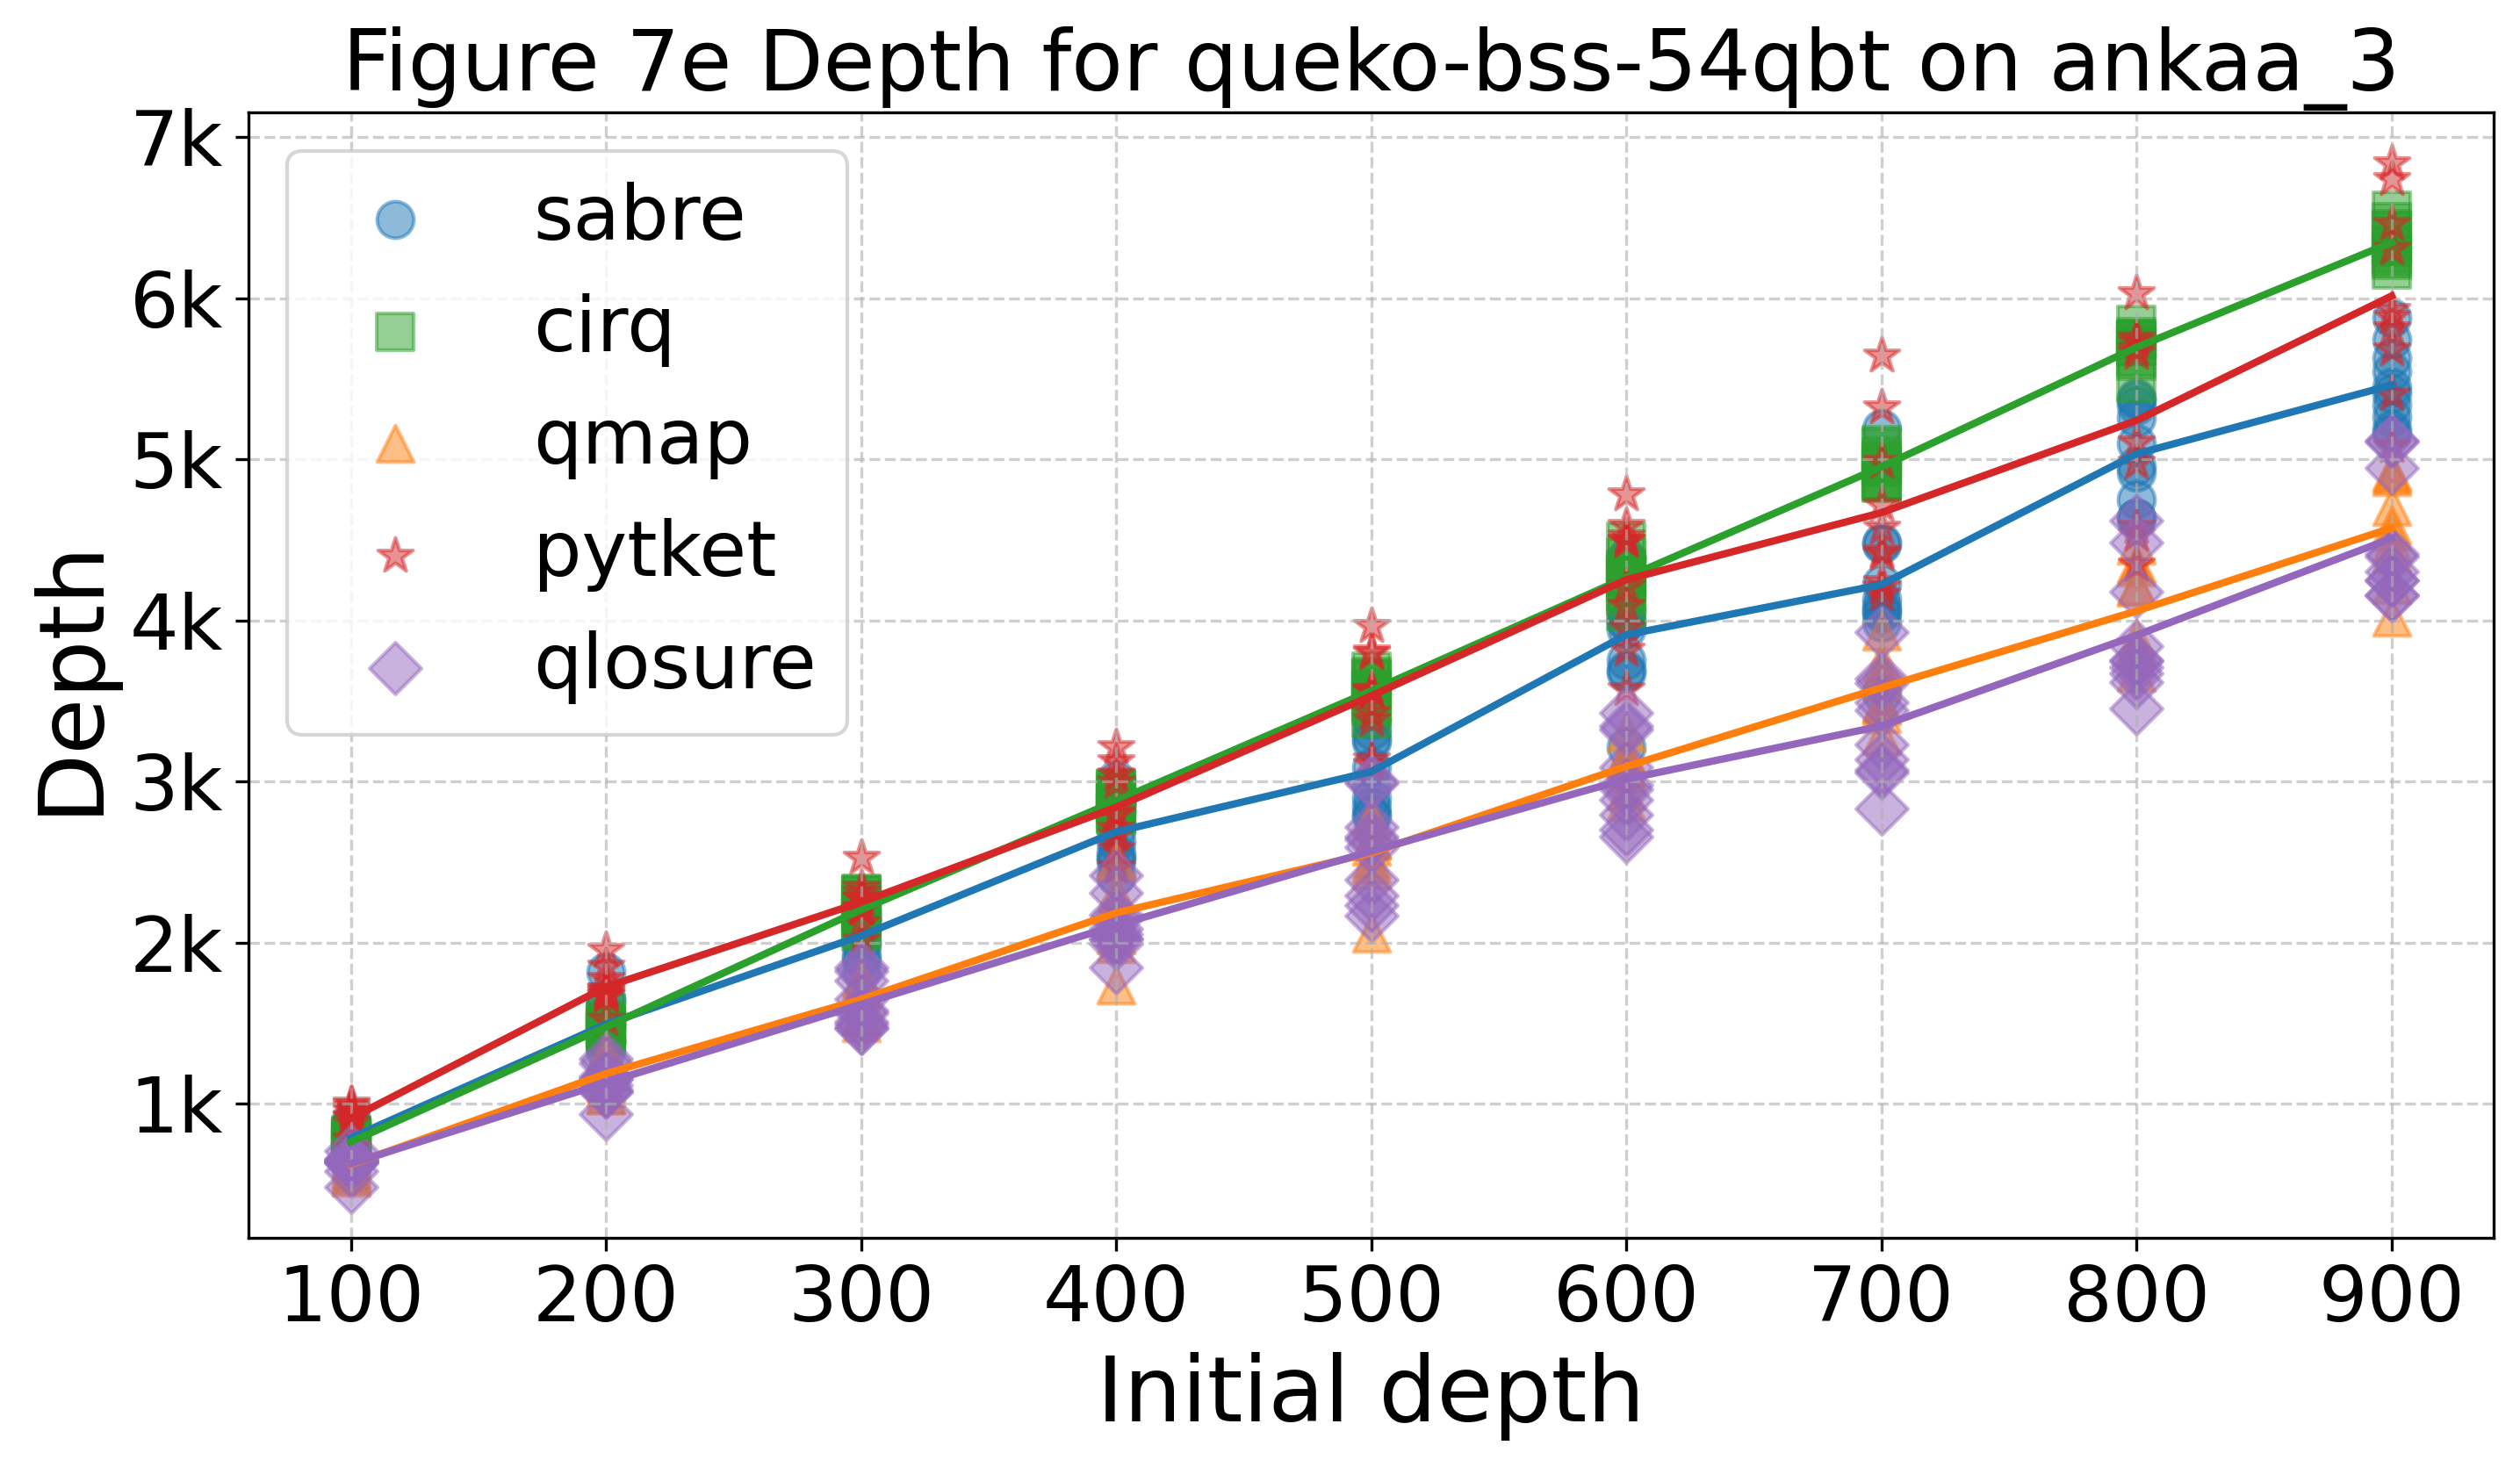 Figure 7e Depth for queko-bss-54qbt on ankaa_3
7k
6k
5k
4k
3k
2k
1k
Depth
sabre
cirq
qmap
pytket
qlosure
100 200 300 400 500 600 700 800 900
Initial depth